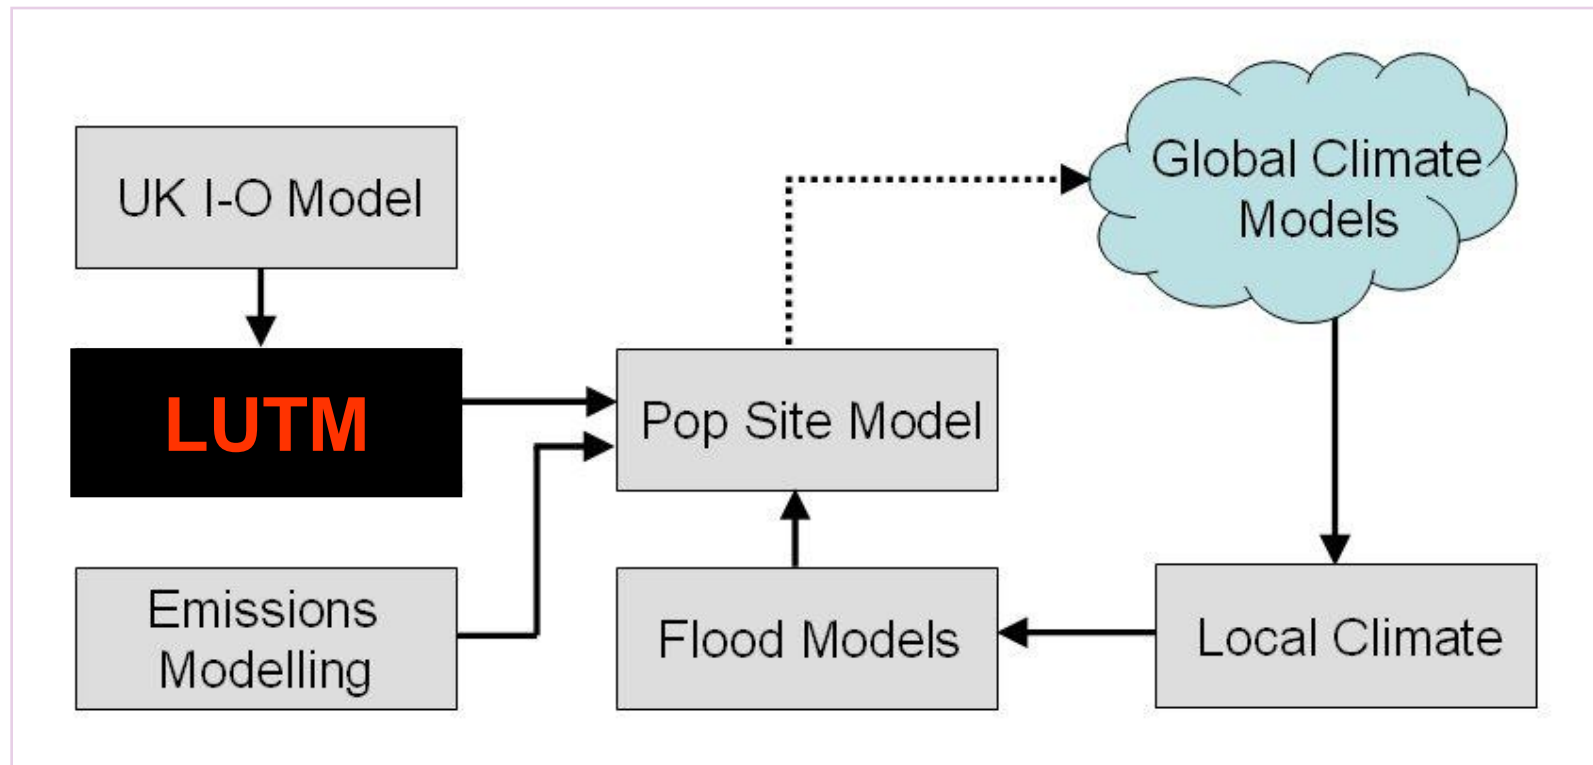 UK I-O Model
Global Climate
Models
LUTM
Pop Site Model
Emissions
Modelling
Flood Models
Local Climate